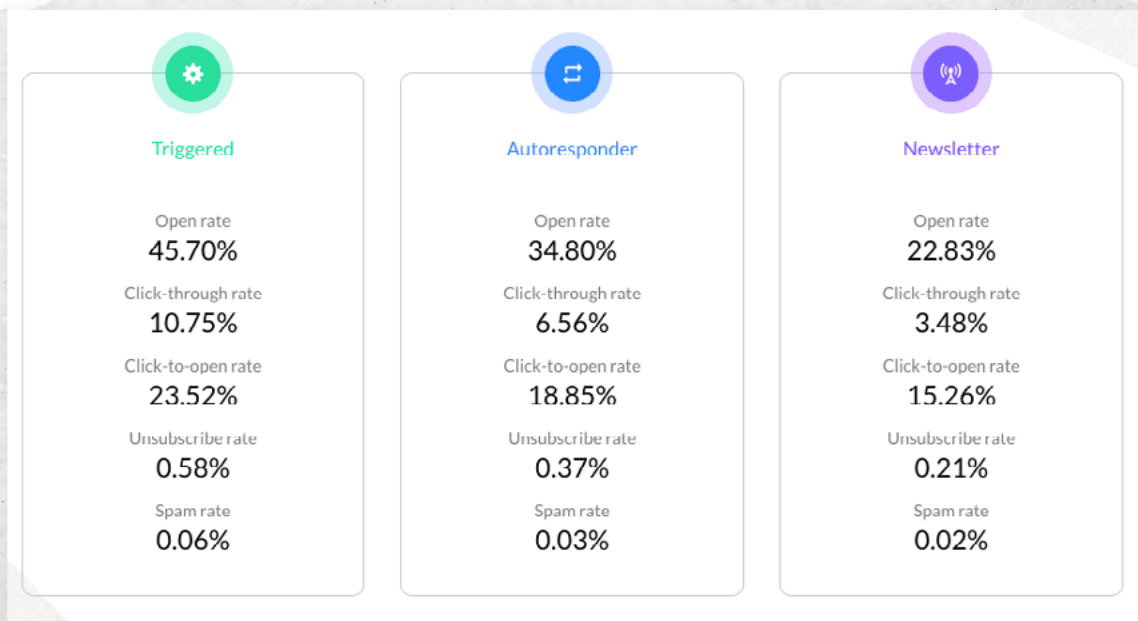 Triggered
Open rate
45.70%
Click-through rate
10.75%
Click-to-open rate
23.52%
Unsubscribe rate
0.58%
Spam rate
0.06%
Autoresponder
Open rate
34.80%
Click-through rate
6.56%
Click-to-open rate
18.85%
Unsubscribe rate
0.37%
Spam rate
0.03%
Newsletter
Open rate
22.83%
Click-through rate
3.48%
Click-to-open rate
15.26%
Unsubscribe rate
0.21%
Spam rate
0.02%